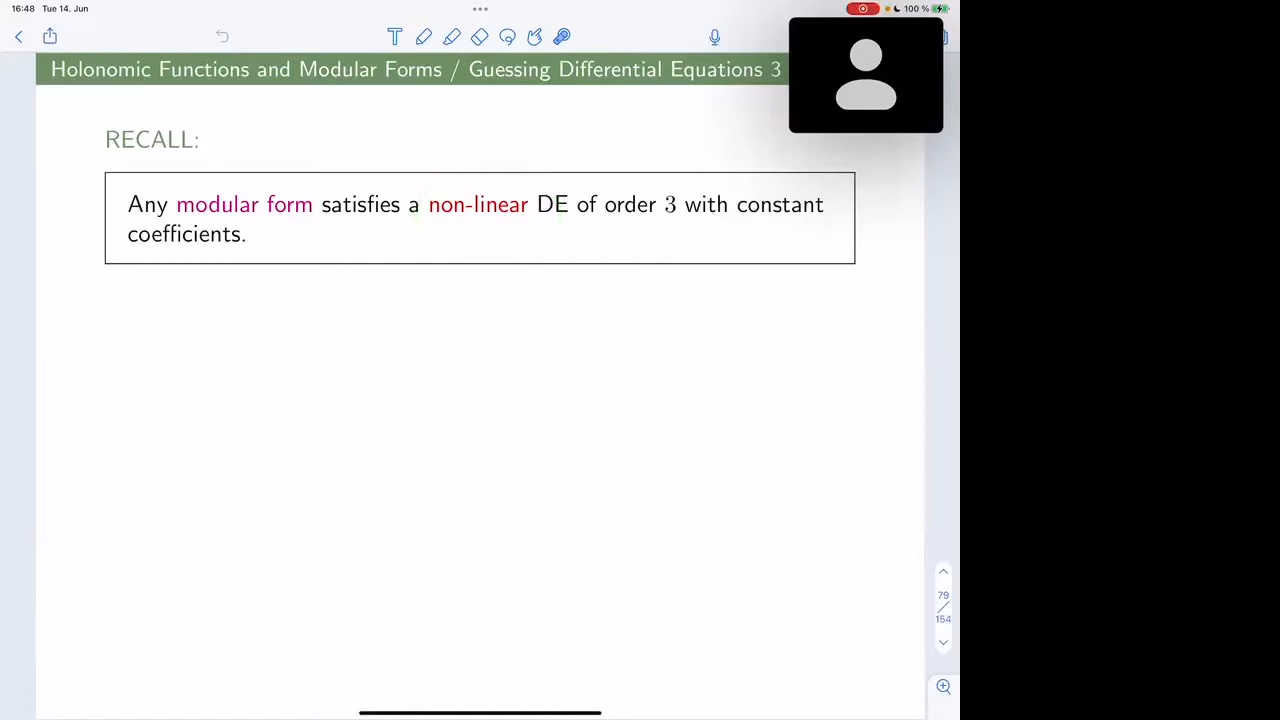 16:48 Tue 14. Jun
100 %
Holonomic Functions and Modular Forms / Guessing Differential Equations 3
RECALL:
Any modular form satisfies a non-linear DE of order 3 with constant
coefficients.
79
/
154